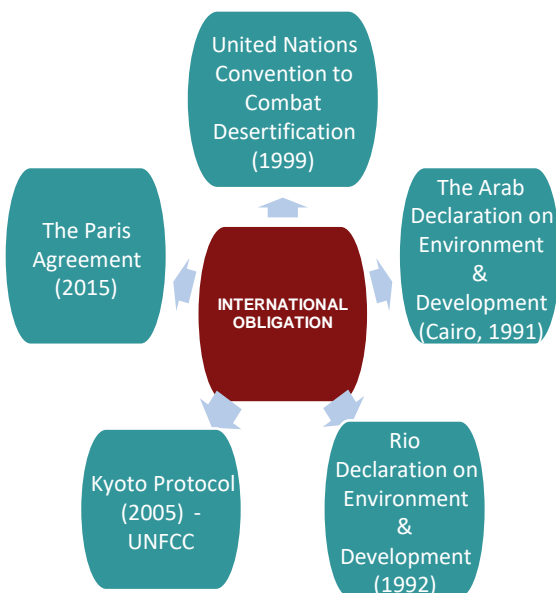 United Nations
Convention to
Combat
Desertification
(1999)
The Arab
Declaration on
Environment
&
Development
(Cairo, 1991)
Rio
Declaration on
Environment
&
Development
(1992)
Kyoto Protocol
(2005) -
UNFCC
The Paris
Agreement
(2015)
INTERNATIONAL
OBLIGATION